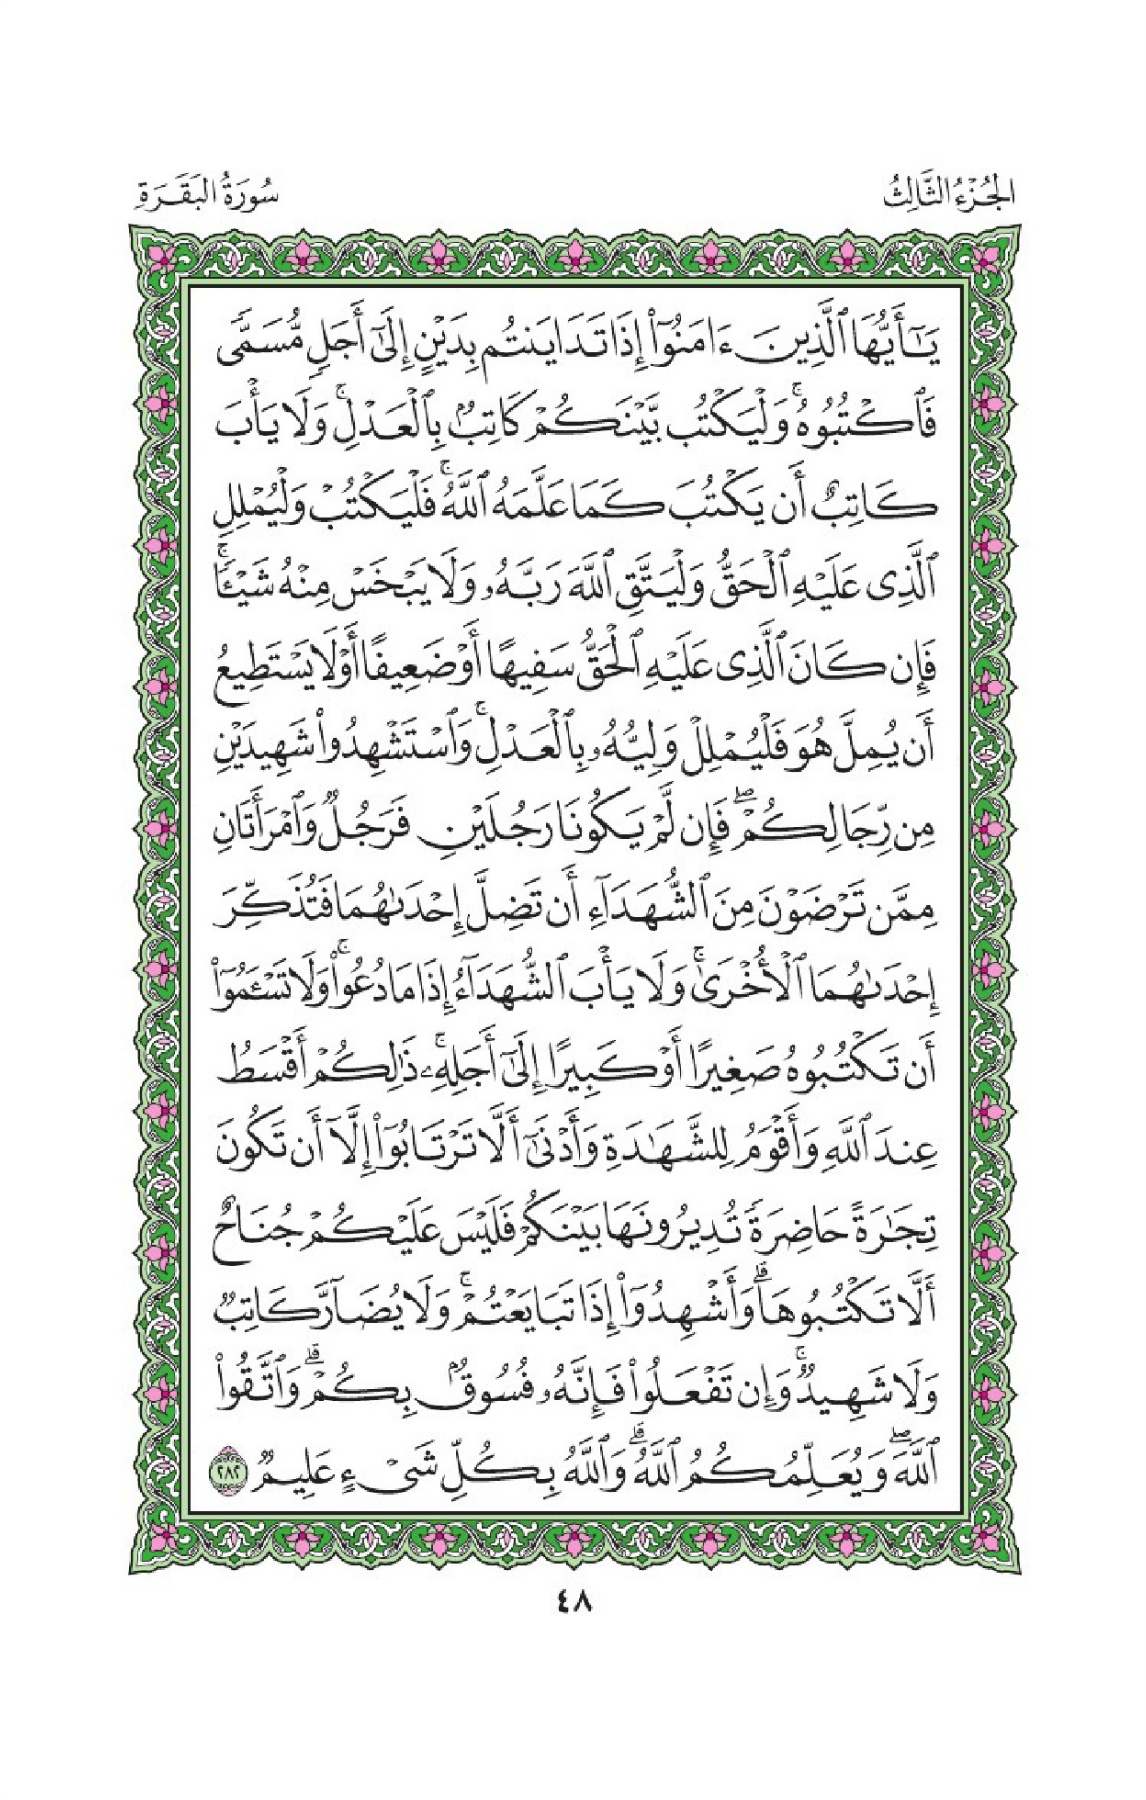 الجُزْءُ الثَّالِثُ
سُورَةُ البَقَرَةِ
يَٰٓأَيُّهَا ٱلَّذِينَ ءَامَنُوٓاْ إِذَا تَدَايَنتُم بِدَيْنٍ إِلَىٰٓ أَجَلٍ مُّسَمًّى
فَٱكْتُبُوهُۚ وَلْيَكْتُب بَّيْنَكُمْ كَاتِبُۢ بِٱلْعَدْلِۚ وَلَا يَأْبَ
كَاتِبٌ أَن يَكْتُبَ كَمَا عَلَّمَهُ ٱللَّهُۚ فَلْيَكْتُبْ وَلْيُمْلِلِ
ٱلَّذِى عَلَيْهِ ٱلْحَقُّ وَلْيَتَّقِ ٱللَّهَ رَبَّهُۥ وَلَا يَبْخَسْ مِنْهُ شَيْـًٔاۚ
فَإِن كَانَ ٱلَّذِى عَلَيْهِ ٱلْحَقُّ سَفِيهًا أَوْ ضَعِيفًا أَوْ لَا يَسْتَطِيعُ
أَن يُمِلَّ هُوَ فَلْيُمْلِلْ وَلِيُّهُۥ بِٱلْعَدْلِۚ وَٱسْتَشْهِدُواْ شَهِيدَيْنِ
مِن رِّجَالِكُمْۖ فَإِن لَّمْ يَكُونَا رَجُلَيْنِ فَرَجُلٌ وَٱمْرَأَتَانِ
مِمَّن تَرْضَوْنَ مِنَ ٱلشُّهَدَآءِ أَن تَضِلَّ إِحْدَىٰهُمَا فَتُذَكِّرَ
إِحْدَىٰهُمَا ٱلْأُخْرَىٰۚ وَلَا يَأْبَ ٱلشُّهَدَآءُ إِذَا مَا دُعُواْۚ وَلَا تَسْـَٔمُوٓاْ
أَن تَكْتُبُوهُ صَغِيرًا أَوْ كَبِيرًا إِلَىٰٓ أَجَلِهِۦۚ ذَٰلِكُمْ أَقْسَطُ
عِندَ ٱللَّهِ وَأَقْوَمُ لِلشَّهَٰدَةِ وَأَدْنَىٰٓ أَلَّا تَرْتَابُوٓاْ إِلَّآ أَن تَكُونَ
تِجَٰرَةً حَاضِرَةً تُدِيرُونَهَا بَيْنَكُمْ فَلَيْسَ عَلَيْكُمْ جُنَاحٌ
أَلَّا تَكْتُبُوهَاۗ وَأَشْهِدُوٓاْ إِذَا تَبَايَعْتُمْۚ وَلَا يُضَآرَّ كَاتِبٌ
وَلَا شَهِيدٌۚ وَإِن تَفْعَلُواْ فَإِنَّهُۥ فُسُوقُۢ بِكُمْۗ وَٱتَّقُواْ
ٱللَّهَۖ وَيُعَلِّمُكُمُ ٱللَّهُۗ وَٱللَّهُ بِكُلِّ شَىْءٍ عَلِيمٌ ٢٨٢
٤٨